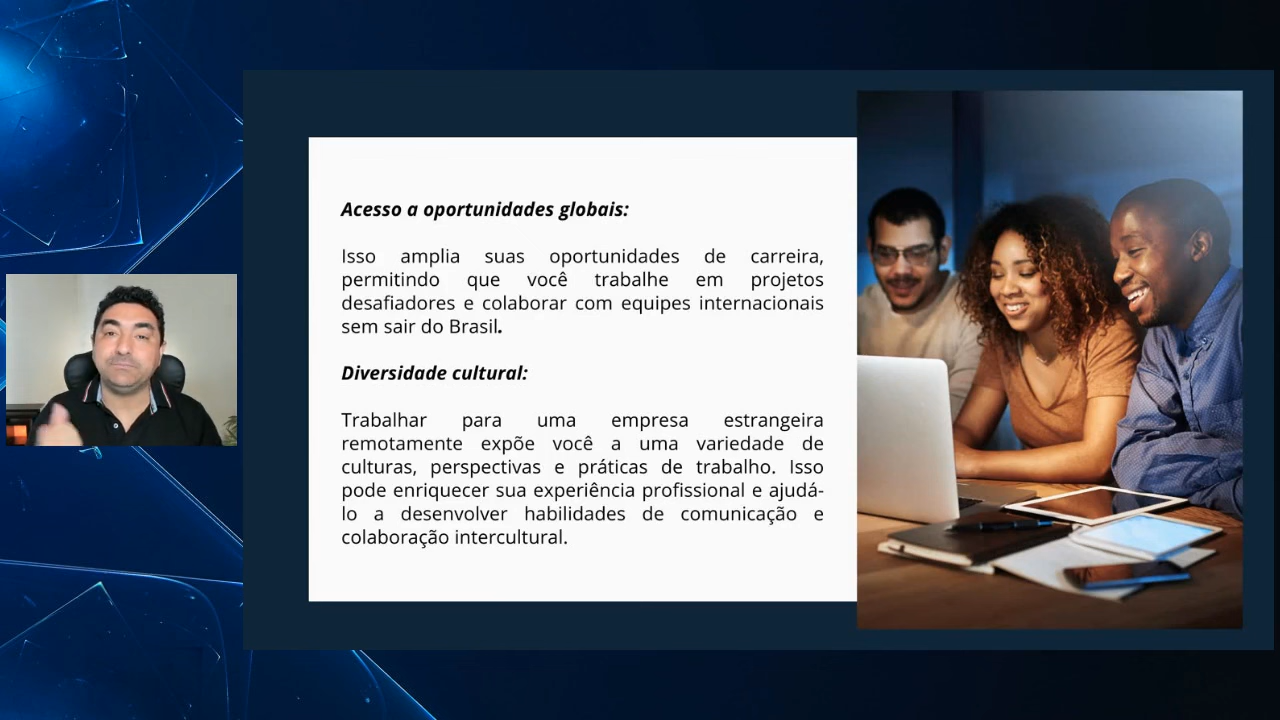 Acesso a oportunidades globais:
Isso amplia suas oportunidades de carreira,
permitindo que você trabalhe em projetos
desafiadores e colaborar com equipes internacionais
sem sair do Brasil.
Diversidade cultural:
Trabalhar para uma empresa estrangeira
remotamente expõe você a uma variedade de
culturas, perspectivas e práticas de trabalho. Isso
pode enriquecer sua experiência profissional e ajudá-
lo a desenvolver habilidades de comunicação e
colaboração intercultural.